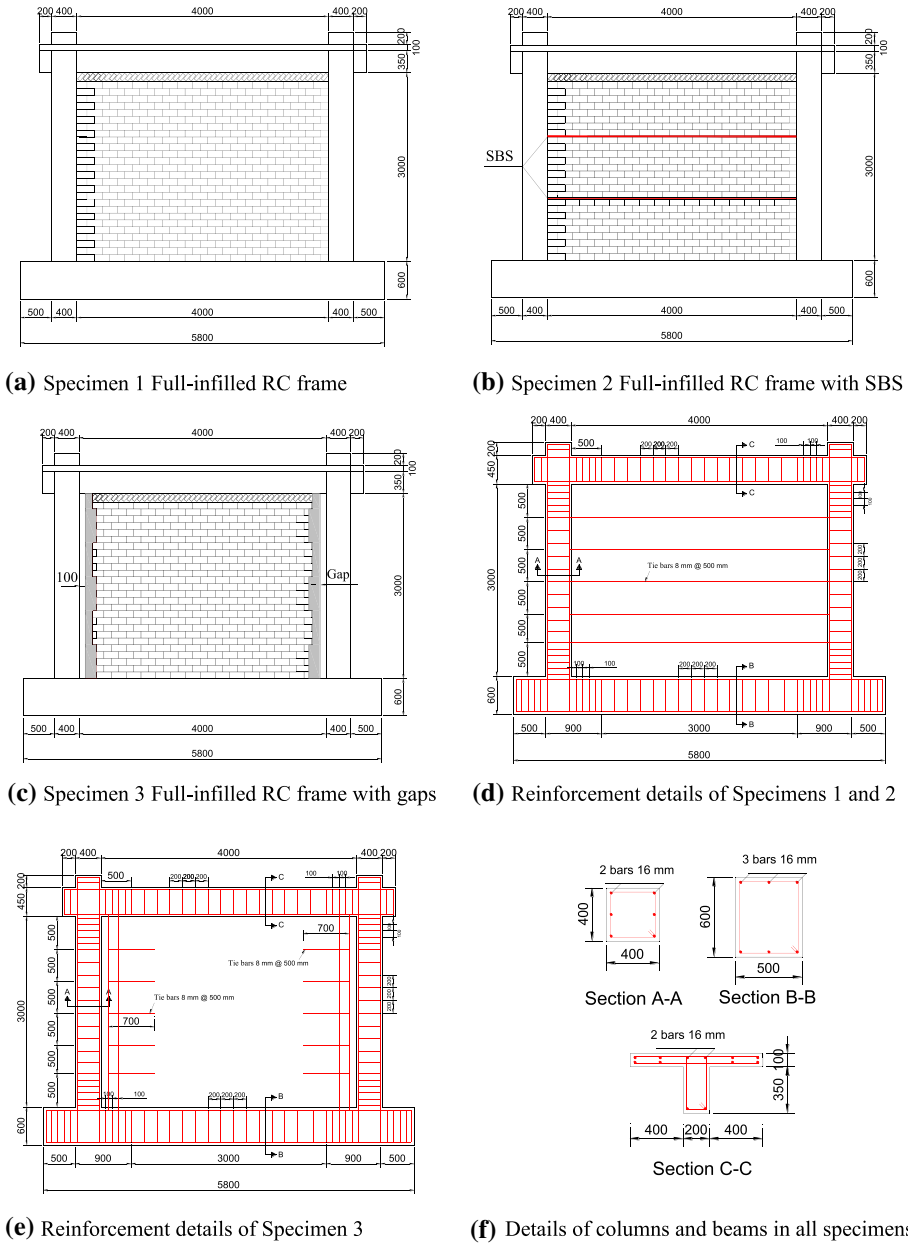 200 400 4000 400 200
200
100
350
3000
600
500 400 4000 400 500
5800
(a) Specimen 1 Full-infilled RC frame
200 400 4000 400 200
200
100
350
SBS
3000
600
500 400 4000 400 500
5800
(b) Specimen 2 Full-infilled RC frame with SBS
200 400 4000 400 200
200
100
350
100
Gap
3000
600
500 400 4000 400 500
5800
(c) Specimen 3 Full-infilled RC frame with gaps
200 400 4000 400 200
500 200 200 200 C 100 100
200
450
C
500
500
500
500
500
500
3000
A A
Tie bars 8 mm @ 500 mm
100
200
200
200
100 100 200 200 200 B
600
B
500 900 3000 900 500
5800
(d) Reinforcement details of Specimens 1 and 2
200 400 4000 400 200
500 200 200 200 C 100 100
200
450
C
500
500
500
500
500
500
3000
700
Tie bars 8 mm @ 500 mm
A A
Tie bars 8 mm @ 500 mm
700
100
200
200
200
100 100 200 200 200 B
600
B
500 900 3000 900 500
5800
(e) Reinforcement details of Specimen 3
2 bars 16 mm
400
400
Section A-A
3 bars 16 mm
600
500
Section B-B
2 bars 16 mm
100
350
400 200 400
Section C-C
(f) Details of columns and beams in all specimens